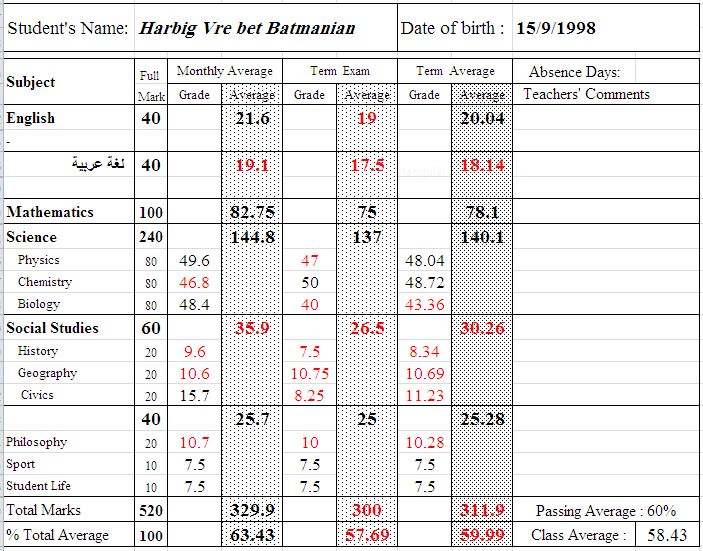 Student's Name: Harbig Vre bet Batmanian Date of birth : 15/9/1998
Subject Full Mark Monthly Average Term Exam Term Average Absence Days:
Grade Average Grade Average Grade Average Teachers' Comments
English 40 21.6 19 20.04
-
لغة عربية 40 19.1 17.5 18.14
Mathematics 100 82.75 75 78.1
Science 240 144.8 137 140.1
Physics 80 49.6 47 48.04
Chemistry 80 46.8 50 48.72
Biology 80 48.4 40 43.36
Social Studies 60 35.9 26.5 30.26
History 20 9.6 7.5 8.34
Geography 20 10.6 10.75 10.69
Civics 20 15.7 8.25 11.23
40 25.7 25 25.28
Philosophy 20 10.7 10 10.28
Sport 10 7.5 7.5 7.5
Student Life 10 7.5 7.5 7.5
Total Marks 520 329.9 300 311.9 Passing Average : 60%
% Total Average 100 63.43 57.69 59.99 Class Average : 58.43